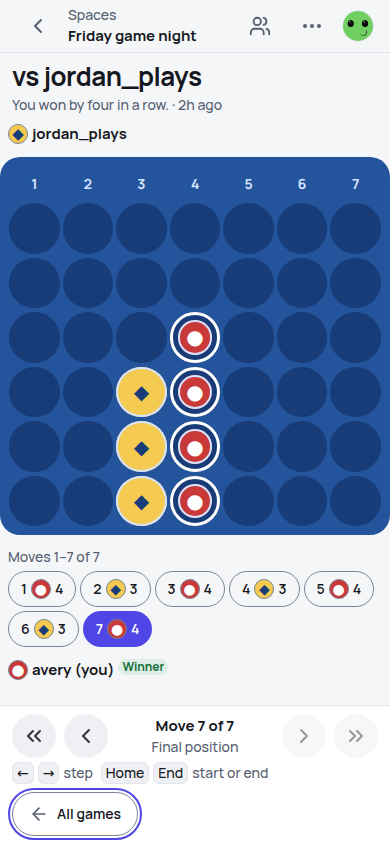 Spaces
Friday game night
vs jordan_plays
You won by four in a row. · 2h ago
jordan_plays
1 2 3 4 5 6 7
Moves 1–7 of 7
1 4 2 3 3 4 4 3 5 4
6 3 7 4
avery (you) Winner
Move 7 of 7
Final position
← → step Home End start or end
← All games